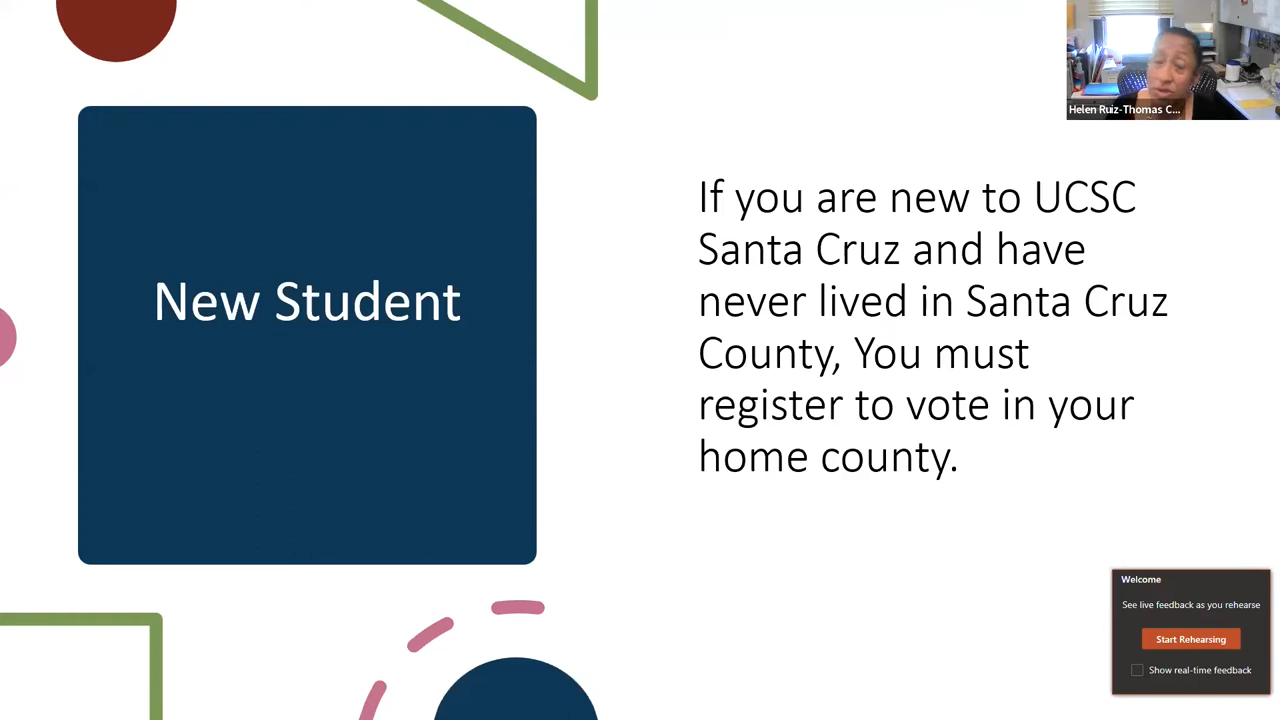 New Student
If you are new to UCSC
Santa Cruz and have
never lived in Santa Cruz
County, You must
register to vote in your
home county.
Helen Ruiz-Thomas C...
Welcome
See live feedback as you rehearse
Start Rehearsing
Show real-time feedback